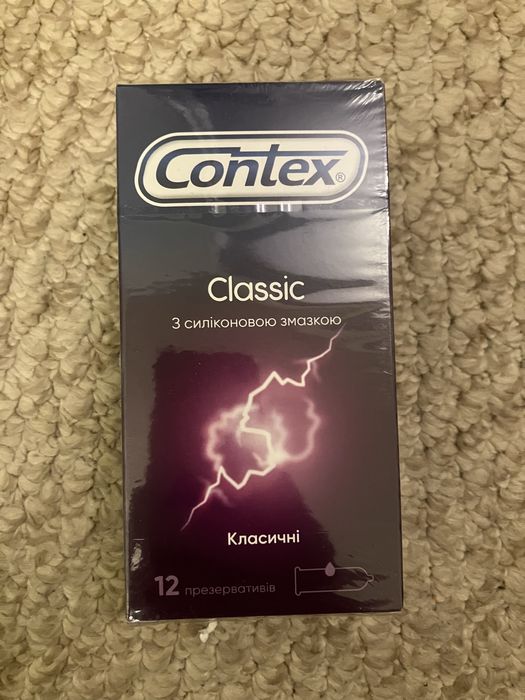 Contex®
Classic
З силіконовою змазкою
Класичні
12 презервативів